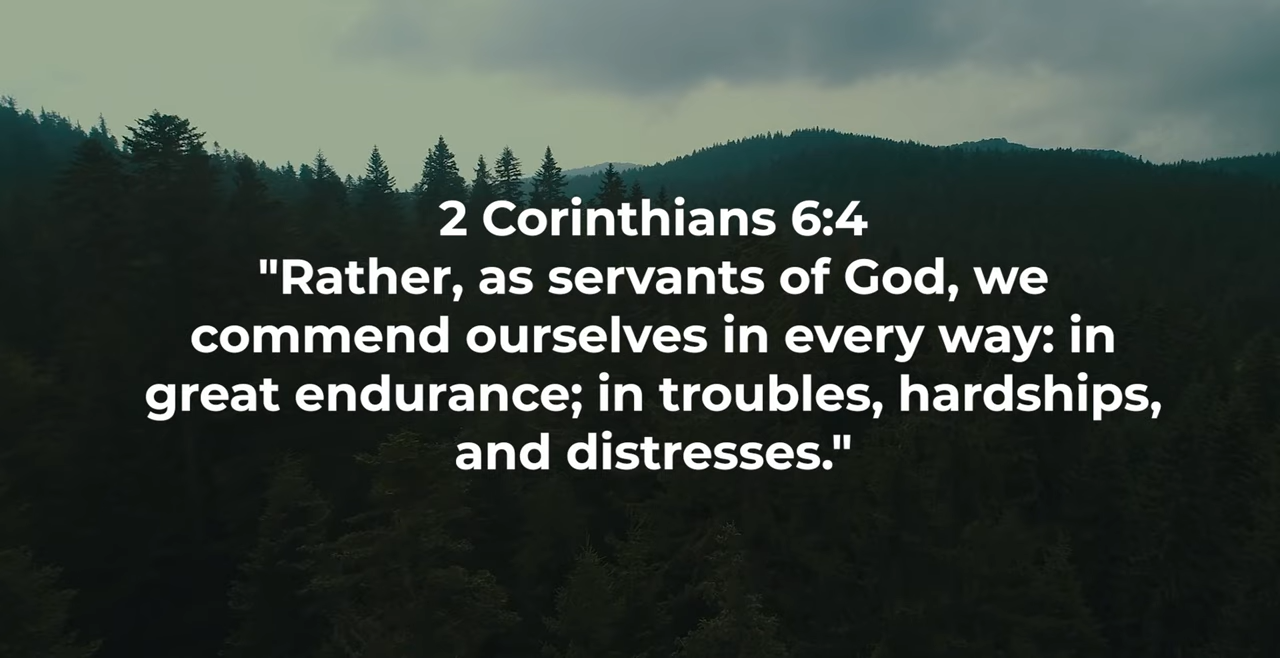 2 Corinthians 6:4
"Rather, as servants of God, we
commend ourselves in every way: in
great endurance; in troubles, hardships,
and distresses."